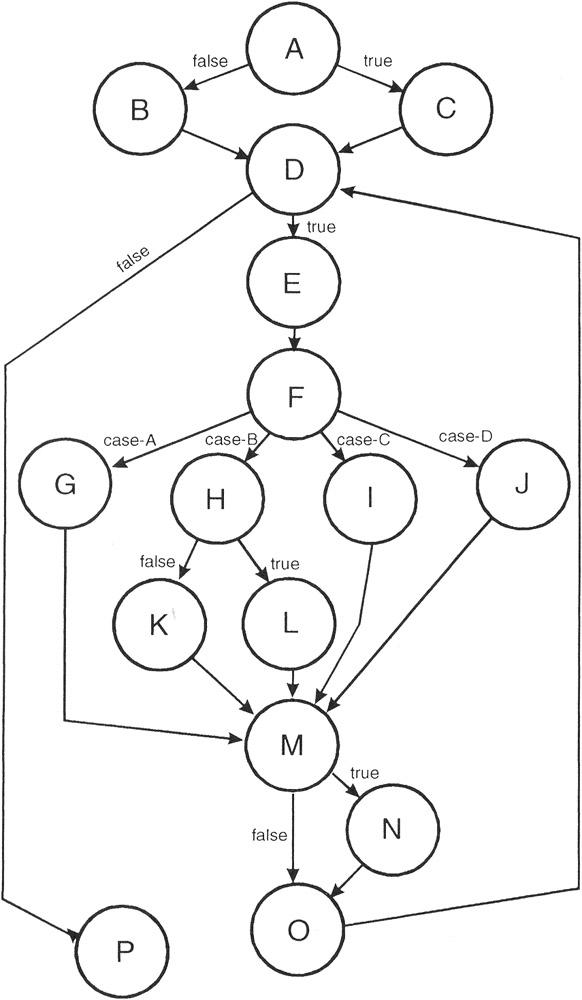 A
false
true
B
C
D
true
false
E
F
case-A
case-B
case-C
case-D
G
H
I
J
false
true
K
L
M
true
false
N
O
P